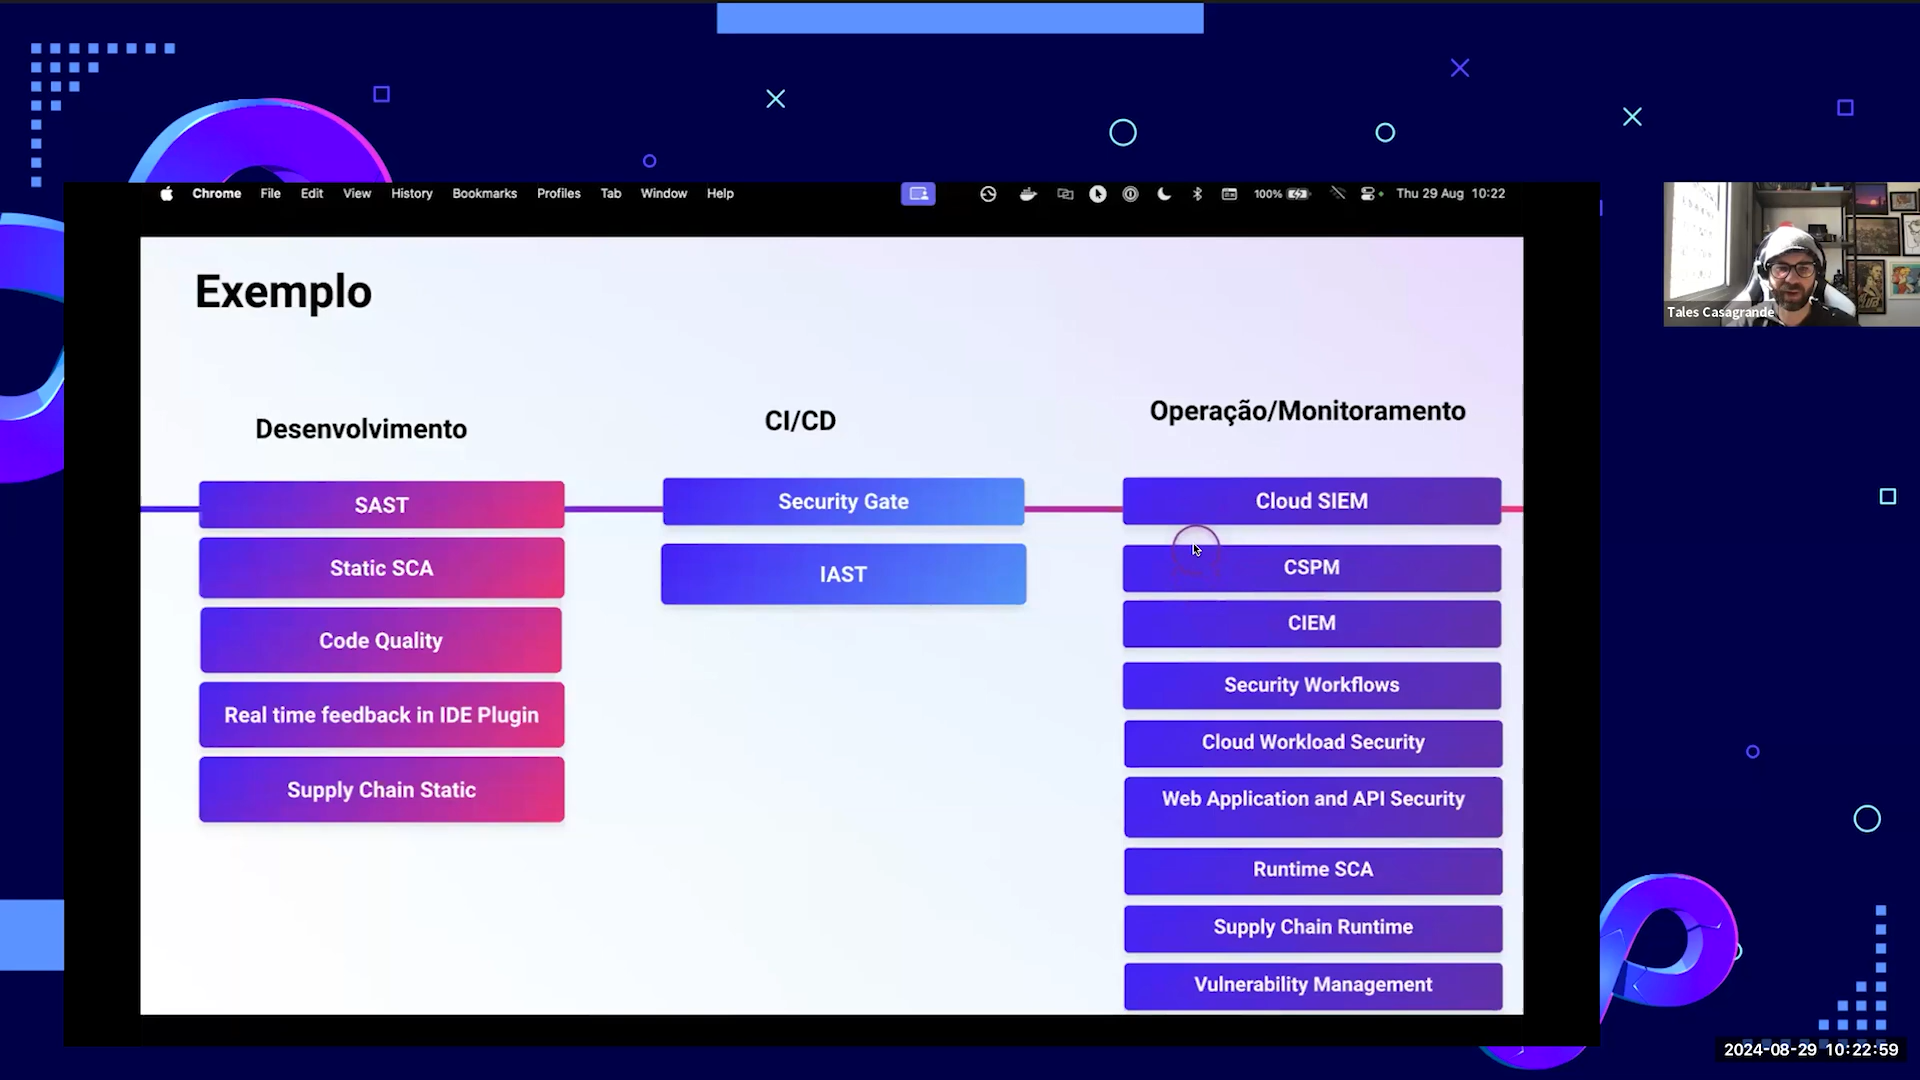 Chrome File Edit View History Bookmarks Profiles Tab Window Help 100% Thu 29 Aug 10:22
Exemplo
Desenvolvimento
SAST
Static SCA
Code Quality
Real time feedback in IDE Plugin
Supply Chain Static
CI/CD
Security Gate
IAST
Operação/Monitoramento
Cloud SIEM
CSPM
CIEM
Security Workflows
Cloud Workload Security
Web Application and API Security
Runtime SCA
Supply Chain Runtime
Vulnerability Management
Tales Casagrande
2024-08-29 10:22:59